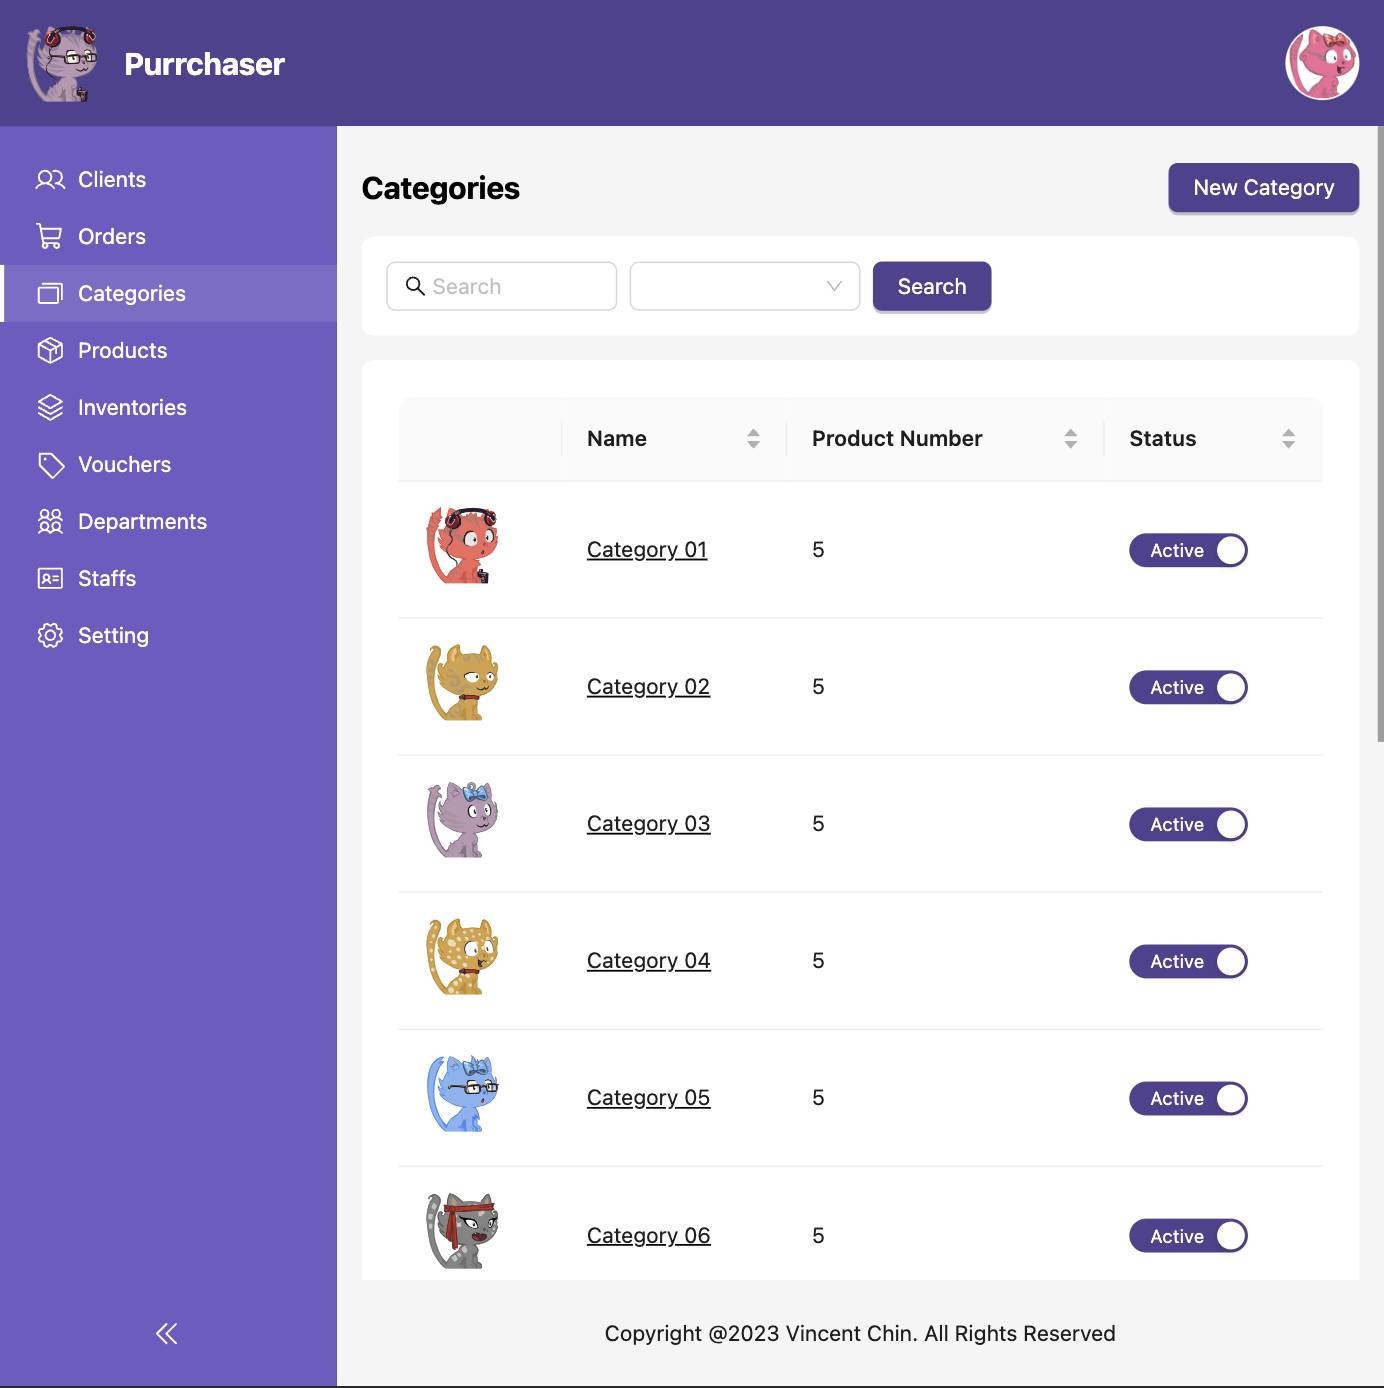 Purrchaser
Clients
Orders
Categories
Products
Inventories
Vouchers
Departments
Staffs
Setting
Categories
New Category
Search
Search
Name
Product Number
Status
Category 01
5
Active
Category 02
5
Active
Category 03
5
Active
Category 04
5
Active
Category 05
5
Active
Category 06
5
Active
Copyright @2023 Vincent Chin. All Rights Reserved